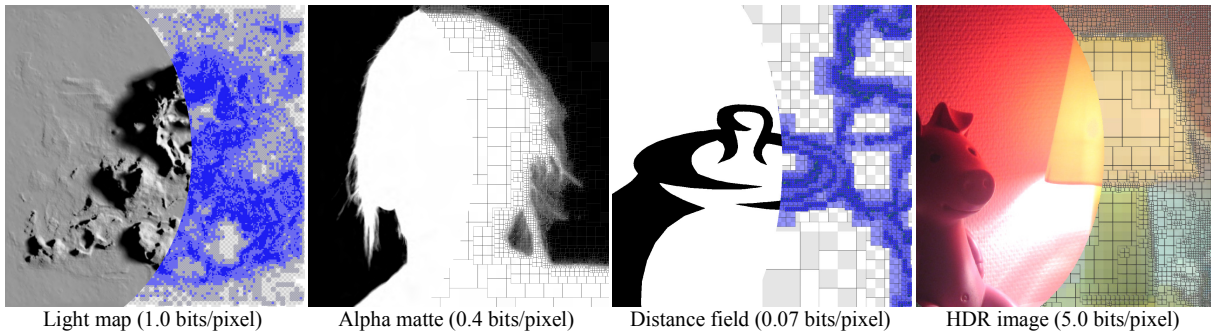 Light map (1.0 bits/pixel)
Alpha matte (0.4 bits/pixel)
Distance field (0.07 bits/pixel)
HDR image (5.0 bits/pixel)